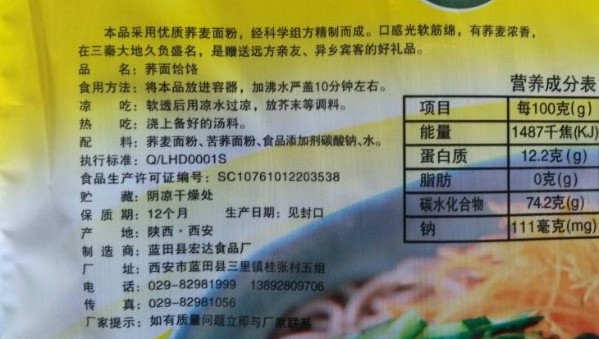 本品采用优质荞麦面粉，经科学组方精制而成。口感光软筋绵，有荞麦浓香，
在三秦大地久负盛名，是赠送远方亲友、异乡宾客的好礼品。
品 名：荞面饸饹
食用方法：将本品放进容器，加沸水严盖10分钟左右。
凉 吃：软透后用凉水过凉，放芥末等调料。
热 吃：浇上备好的汤料。
配 料：荞麦面粉、苦荞面粉、食品添加剂碳酸钠、水。
执行标准：Q/LHD0001S
食品生产许可证编号：SC10761012203538
贮 藏：阴凉干燥处
保 质 期：12个月 生产日期：见封口
产 地：陕西·西安
制 造 商：蓝田县宏达食品厂
厂 址：西安市蓝田县三里镇桂张村五组
电 话：029-82981999 13892809706
传 真：029-82981056
厂家提示：如有质量问题立即与厂家联系
营养成分表
项目 每100克(g)
能量 1487千焦(KJ)
蛋白质 12.2克(g)
脂肪 0克(g)
碳水化合物 74.2克(g)
钠 111毫克(mg)